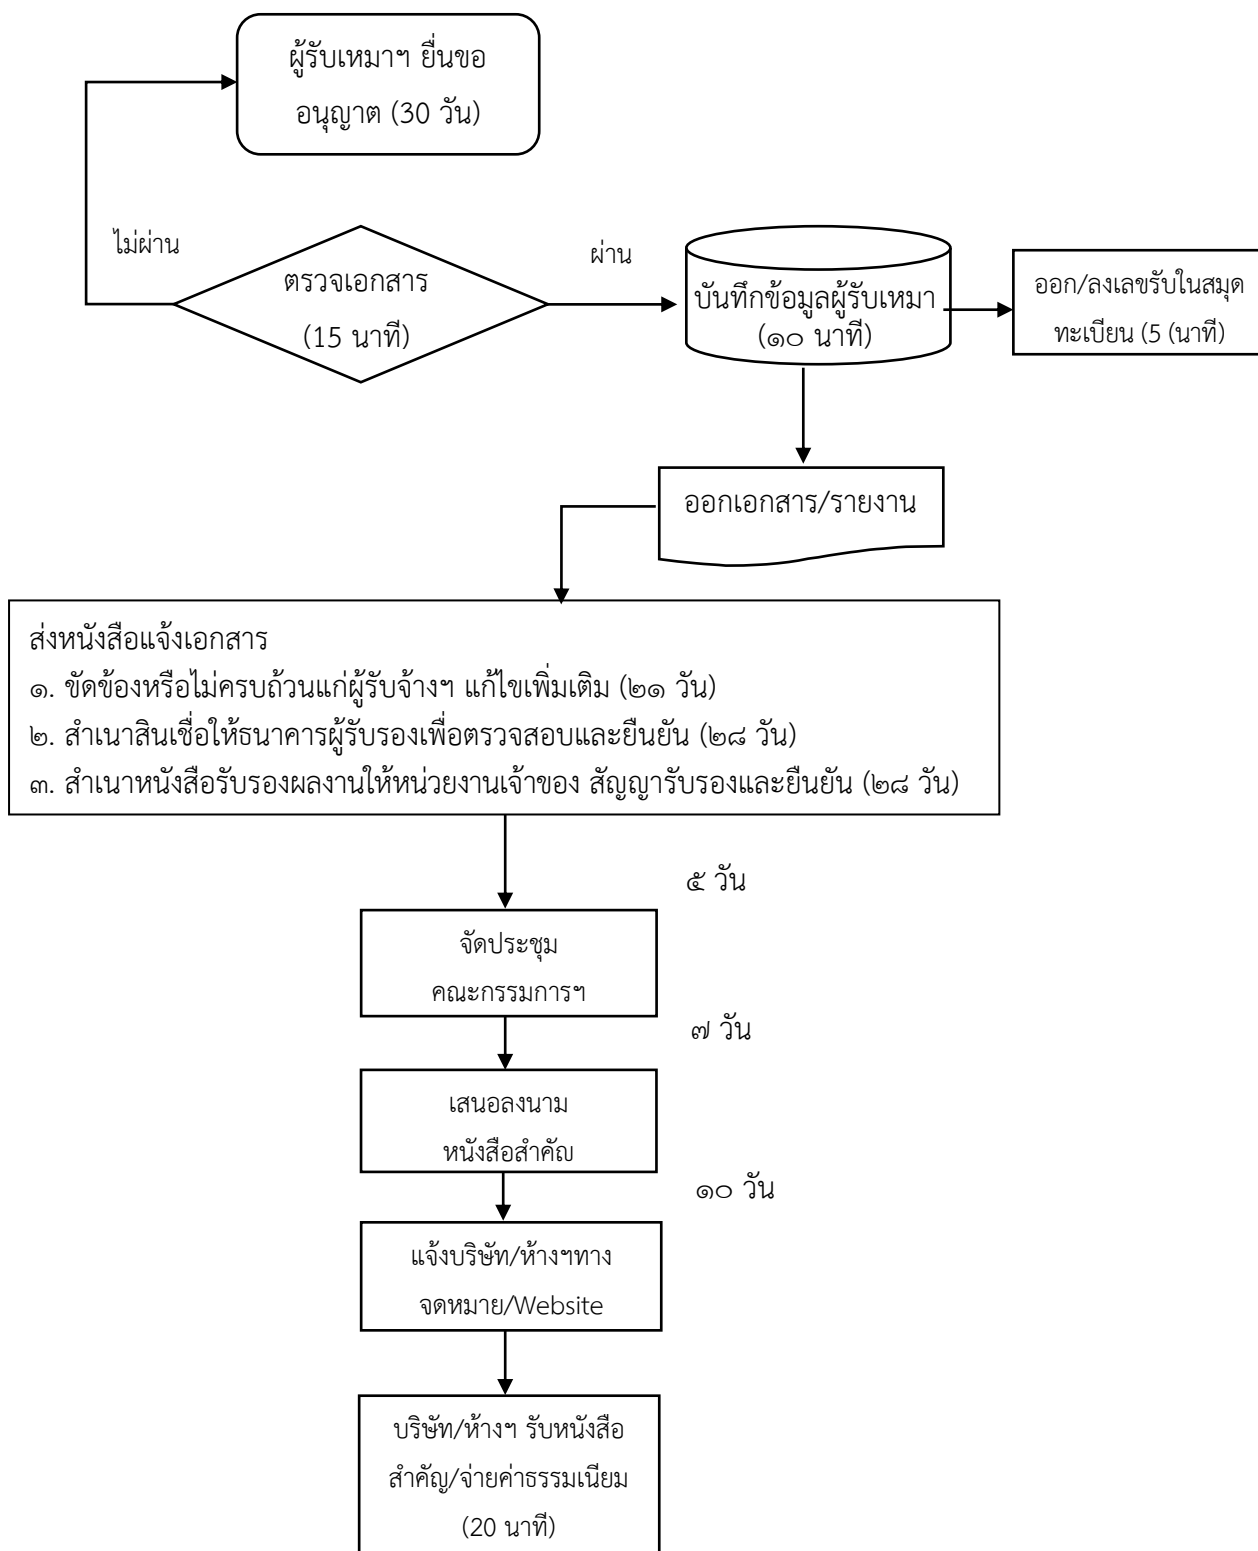 ผู้รับเหมาฯ ยื่นขอ
อนุญาต (30 วัน)
ไม่ผ่าน
ตรวจเอกสาร
(15 นาที)
ผ่าน
บันทึกข้อมูลผู้รับเหมา
(๑๐ นาที)
ออก/ลงเลขรับในสมุด
ทะเบียน (5 (นาที)
ออกเอกสาร/รายงาน
ส่งหนังสือแจ้งเอกสาร
๑. ขัดข้องหรือไม่ครบถ้วนแก่ผู้รับจ้างฯ แก้ไขเพิ่มเติม (๒๑ วัน)
๒. สำเนาสินเชื่อให้ธนาคารผู้รับรองเพื่อตรวจสอบและยืนยัน (๒๘ วัน)
๓. สำเนาหนังสือรับรองผลงานให้หน่วยงานเจ้าของ สัญญารับรองและยืนยัน (๒๘ วัน)
๕ วัน
จัดประชุม
คณะกรรมการฯ
๗ วัน
เสนอลงนาม
หนังสือสำคัญ
๑๐ วัน
แจ้งบริษัท/ห้างฯทาง
จดหมาย/Website
บริษัท/ห้างฯ รับหนังสือ
สำคัญ/จ่ายค่าธรรมเนียม
(20 นาที)